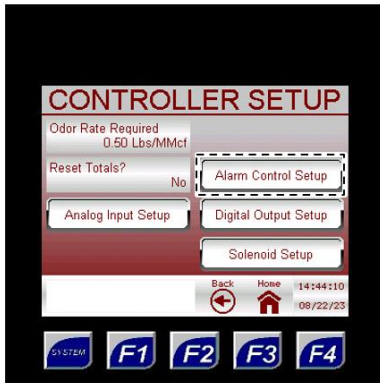 CONTROLLER SETUP
Odor Rate Required
0.50 Lbs/MMcf
Reset Totals?
No
Alarm Control Setup
Analog Input Setup
Digital Output Setup
Solenoid Setup
Back
Home
14:44:10
08/22/23
SYSTEM
F1
F2
F3
F4